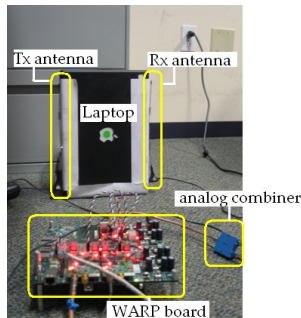 Tx antenna
Rx antenna
Laptop
analog combiner
WARP board